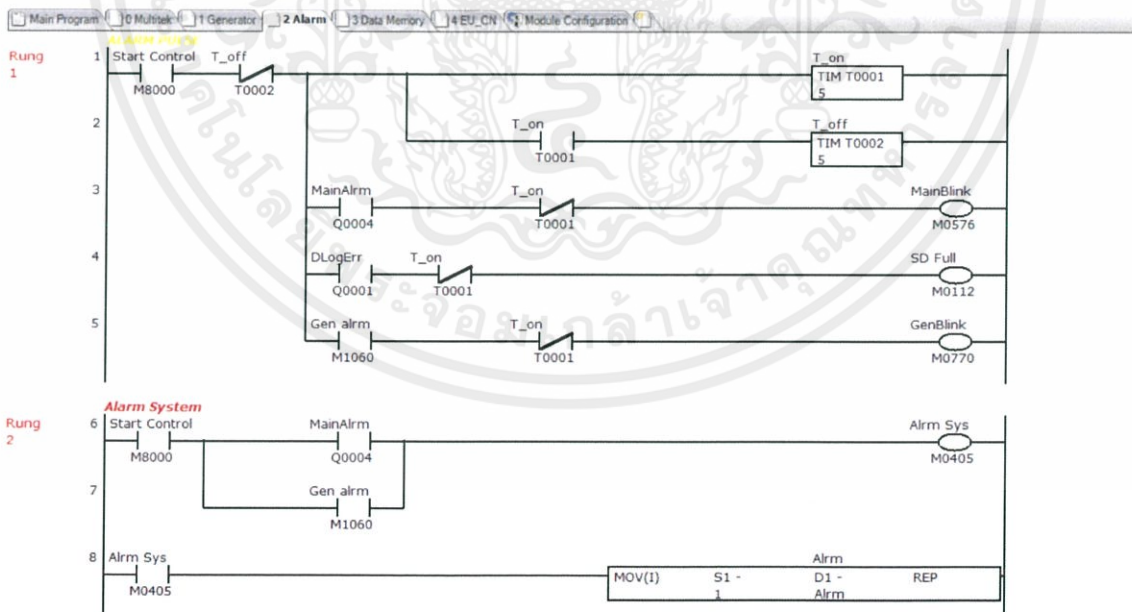 Main Program 0 Multitek 1 Generator 2 Alarm 3 Data Memory 4 EU_CN Module Configuration
ALARM PULSE
Rung 1
1 Start Control T_off T_on
M8000 T0002 TIM T0001
5
2 T_on T_off
T0001 TIM T0002
5
3 MainAlrm T_on MainBlink
Q0004 T0001 M0576
4 DLogErr T_on SD Full
Q0001 T0001 M0112
5 Gen alrm T_on GenBlink
M1060 T0001 M0770
Alarm System
Rung 2
6 Start Control MainAlrm Alrm Sys
M8000 Q0004 M0405
7 Gen alrm
M1060
8 Alrm Sys Alrm
M0405 MOV(I) S1 - D1 - REP
1 Alrm